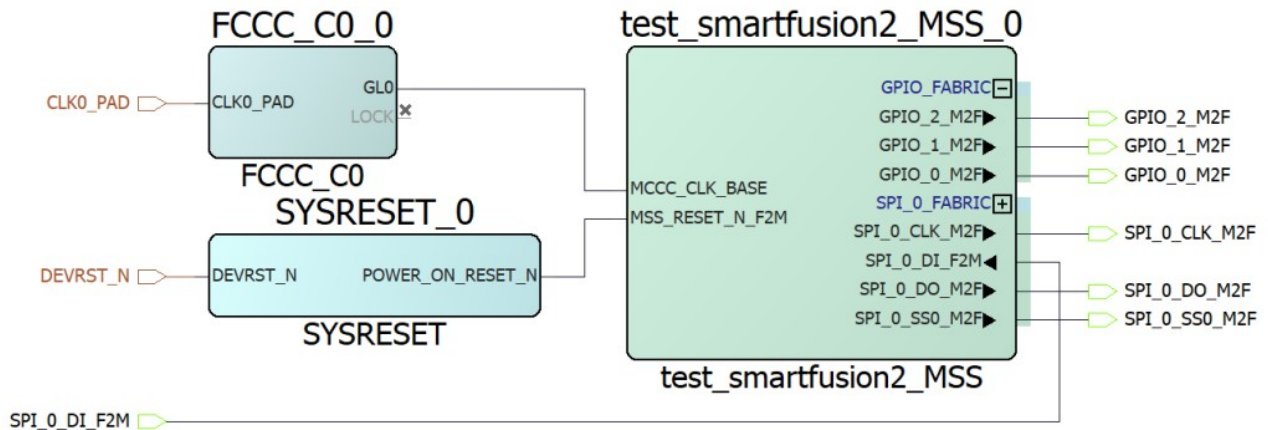 FCCC_C0_0
CLK0_PAD
CLK0_PAD
GL0
LOCK
FCCC_C0
SYSRESET_0
DEVRST_N
DEVRST_N
POWER_ON_RESET_N
SYSRESET
test_smartfusion2_MSS_0
MCCC_CLK_BASE
MSS_RESET_N_F2M
GPIO_FABRIC
GPIO_2_M2F
GPIO_2_M2F
GPIO_1_M2F
GPIO_1_M2F
GPIO_0_M2F
GPIO_0_M2F
SPI_0_FABRIC
SPI_0_CLK_M2F
SPI_0_CLK_M2F
SPI_0_DI_F2M
SPI_0_DO_M2F
SPI_0_DO_M2F
SPI_0_SS0_M2F
SPI_0_SS0_M2F
test_smartfusion2_MSS
SPI_0_DI_F2M